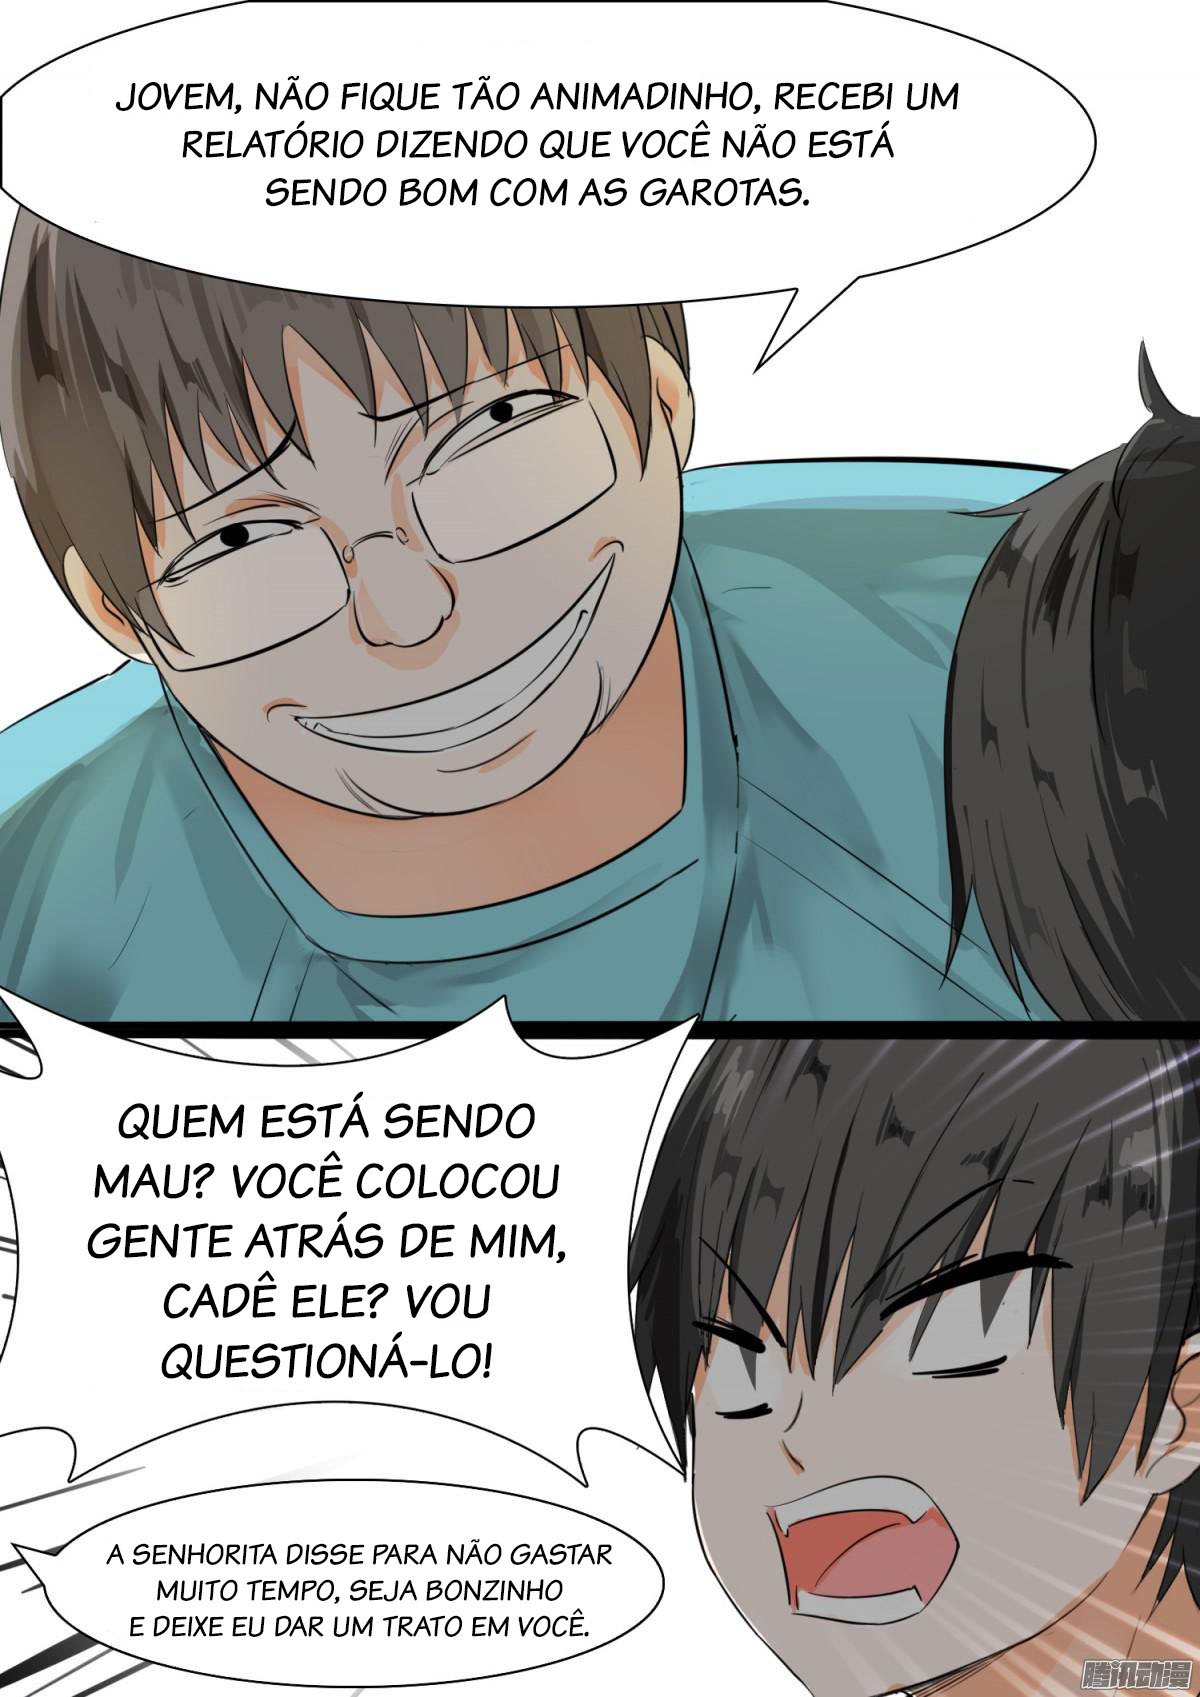 JOVEM, NÃO FIQUE TÃO ANIMADINHO, RECEBI UM
RELATÓRIO DIZENDO QUE VOCÊ NÃO ESTÁ
SENDO BOM COM AS GAROTAS.
QUEM ESTÁ SENDO
MAU? VOCÊ COLOCOU
GENTE ATRÁS DE MIM,
CADÊ ELE? VOU
QUESTIONÁ-LO!
A SENHORITA DISSE PARA NÃO GASTAR
MUITO TEMPO, SEJA BONZINHO
E DEIXE EU DAR UM TRATO EM VOCÊ.
腾讯动漫